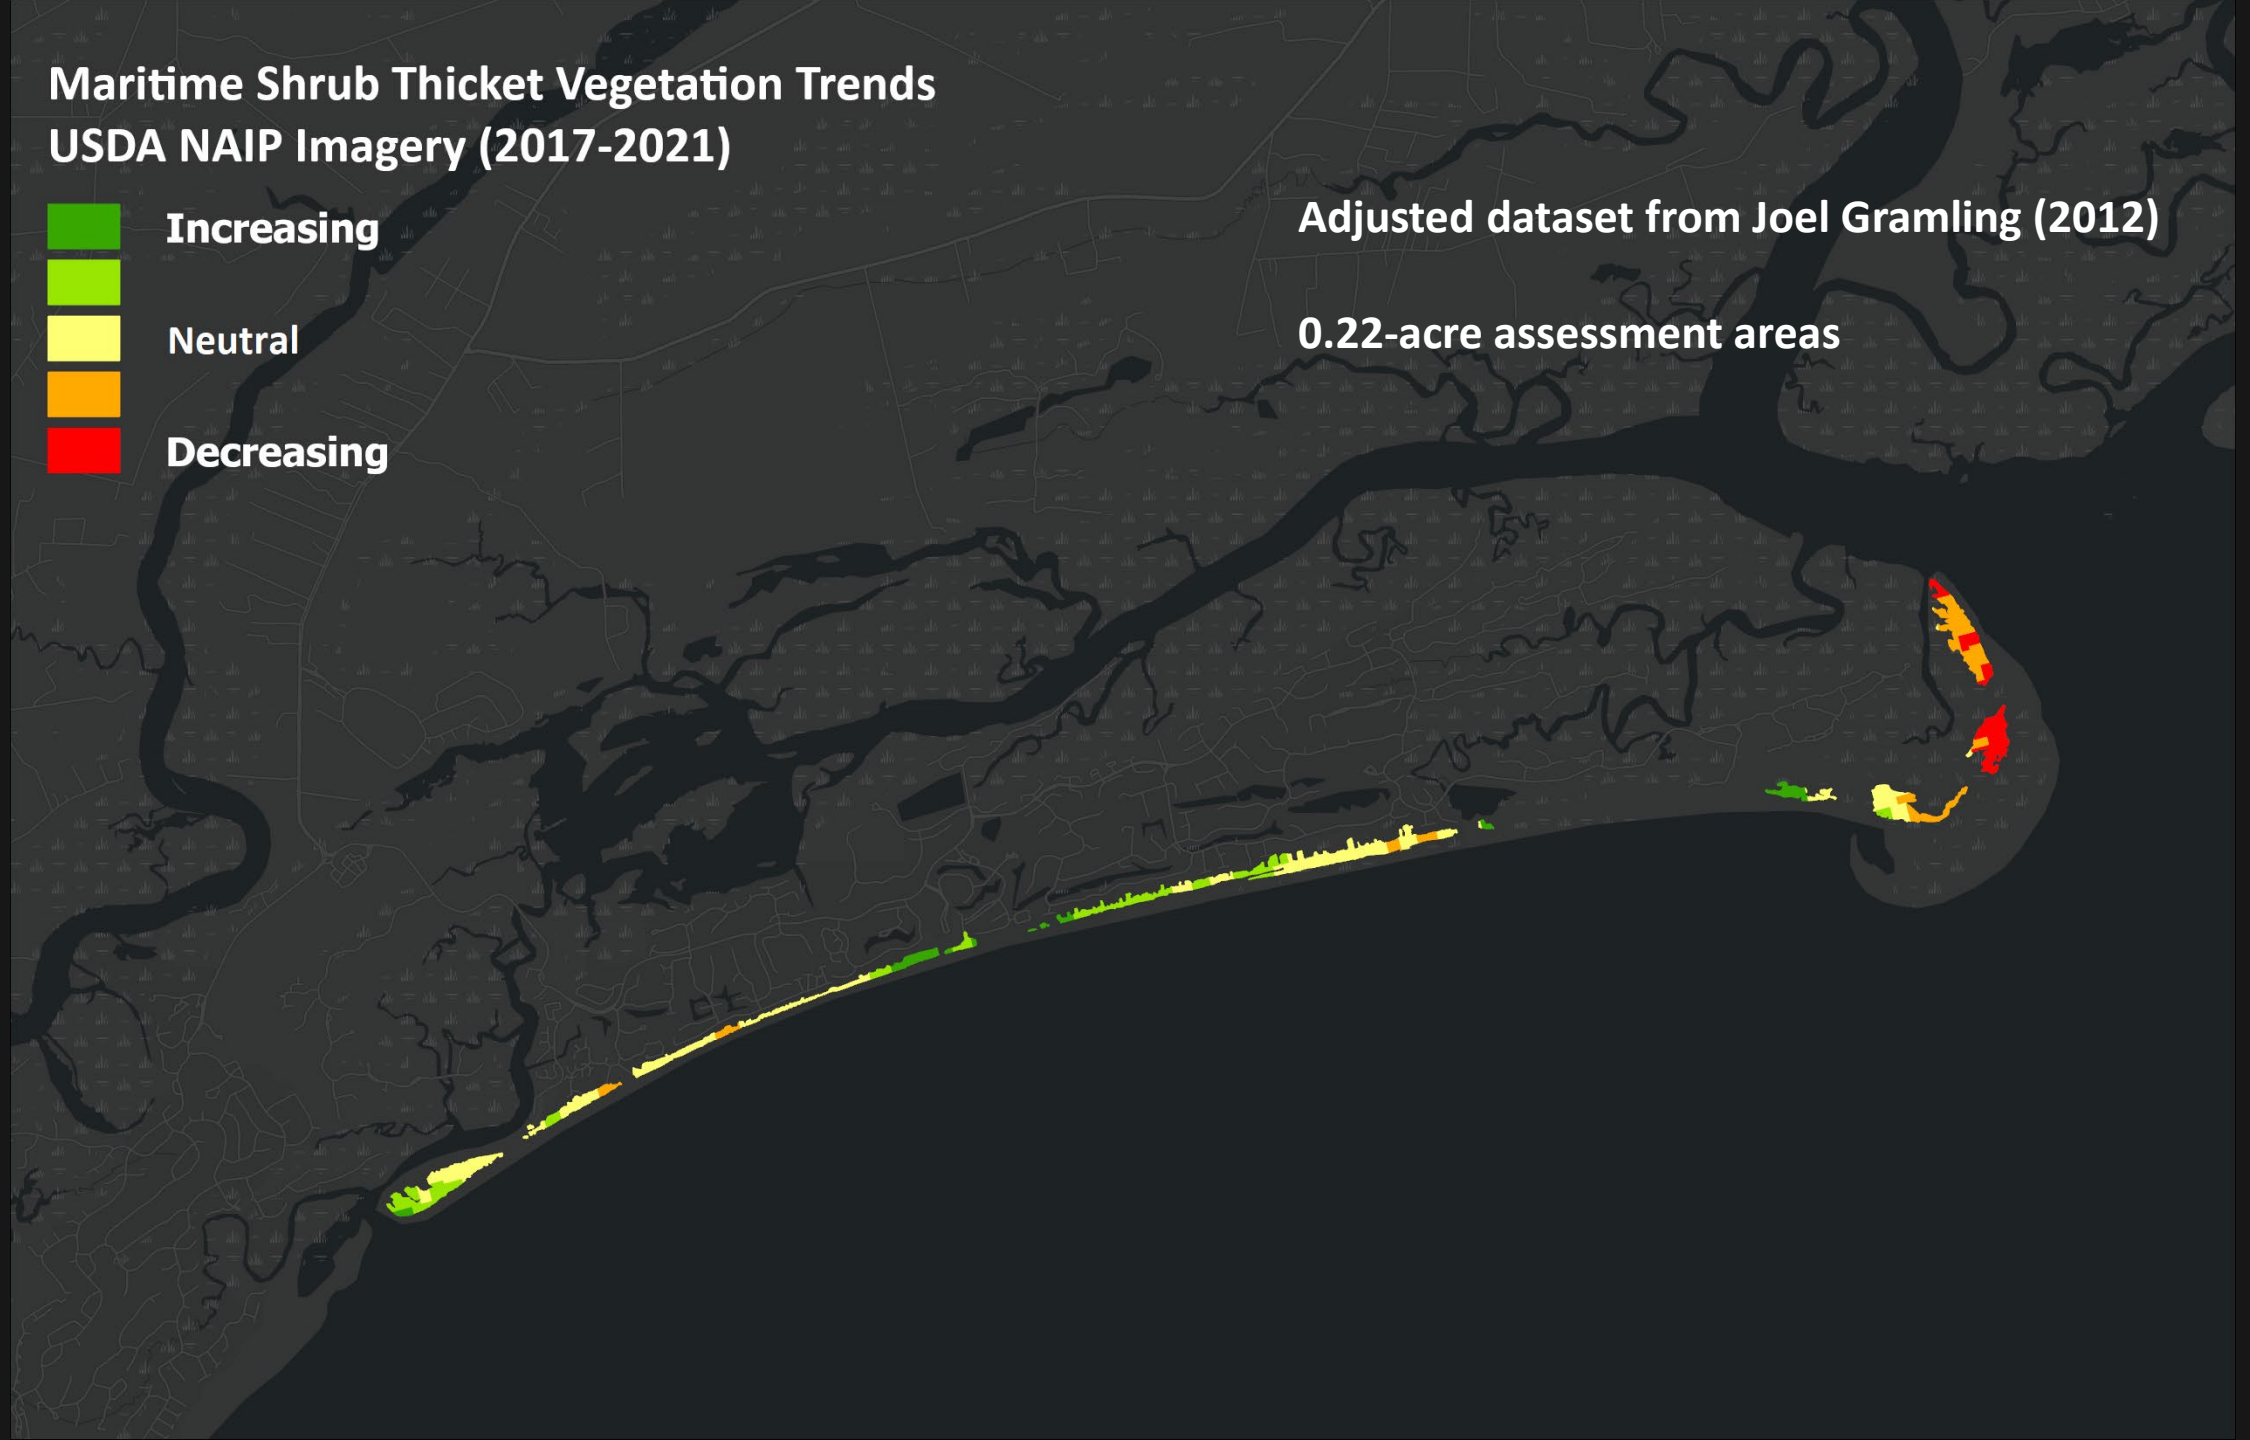 Maritime Shrub Thicket Vegetation Trends
USDA NAIP Imagery (2017-2021)
Increasing
Neutral
Decreasing
Adjusted dataset from Joel Gramling (2012)
0.22-acre assessment areas